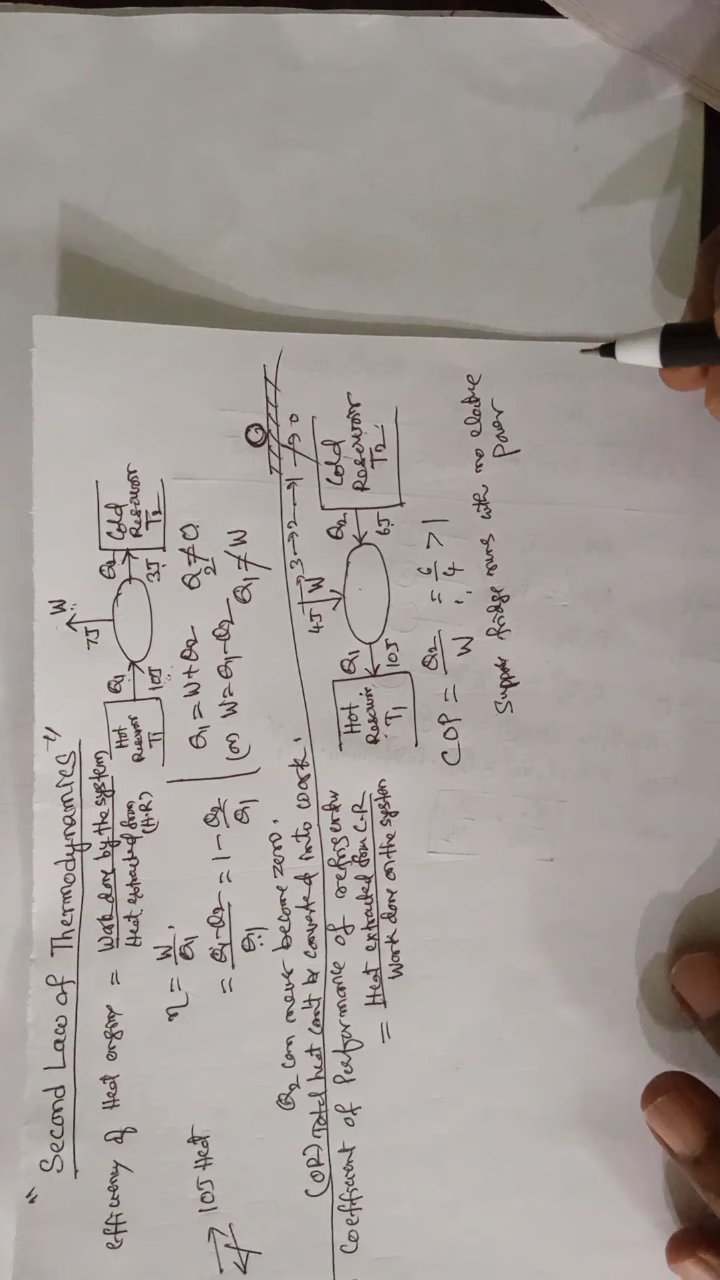 "Second Law of Thermodynamics"
efficiency of Heat engine = Work done by the system
Heat extracted from
(H.R)
Hot
Reservoir
T1
Q1
10J
7J
W
Q2
3J
Cold
Reservoir
T2
η = W/Q1
= Q1-Q2/Q1 = 1 - Q2/Q1
Q1 = W+Q2
(or) W = Q1-Q2
Q2 ≠ 0
Q1 ≠ W
10J Heat
Q2 can never become zero.
(OR) Total heat can't be converted into work.
Coefficient of Performance of refrigerator
= Heat extracted from C.R
Work done on the system
Hot
Reservoir
T1
Q1
10J
4J
W
3→2→1→0
Q2
6J
Cold
Reservoir
T2
COP = Q2/W = 6/4 > 1
Suppose fridge runs with no electric
power